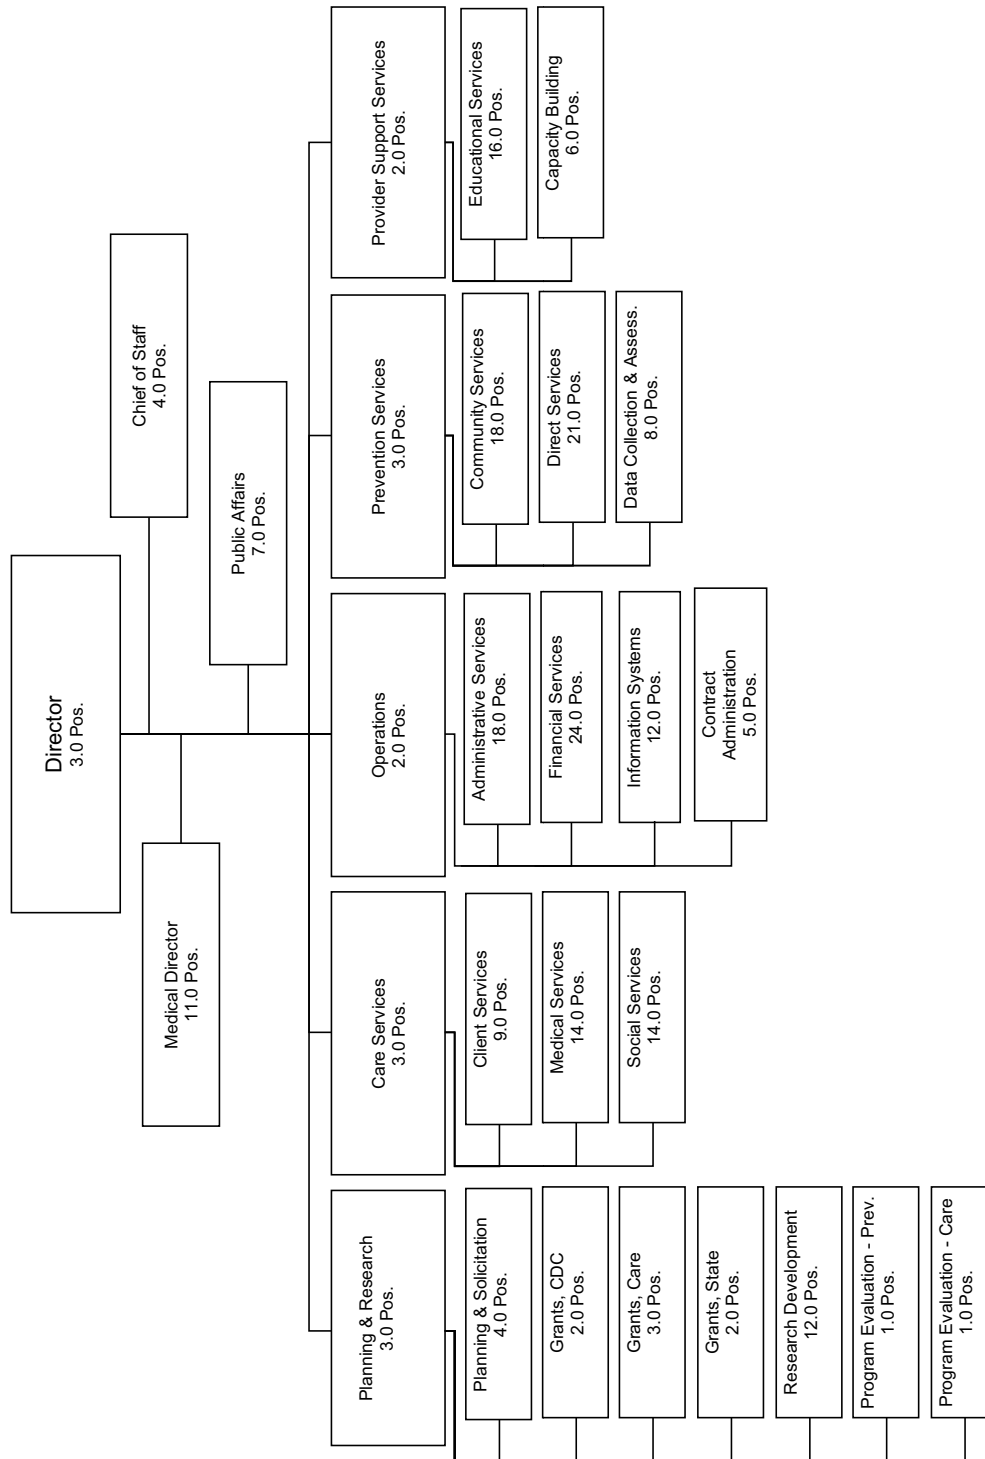 Director
3.0 Pos.
Chief of Staff
4.0 Pos.
Medical Director
11.0 Pos.
Public Affairs
7.0 Pos.
Planning & Research
3.0 Pos.
Planning & Solicitation
4.0 Pos.
Grants, CDC
2.0 Pos.
Grants, Care
3.0 Pos.
Grants, State
2.0 Pos.
Research Development
12.0 Pos.
Program Evaluation - Prev.
1.0 Pos.
Program Evaluation - Care
1.0 Pos.
Care Services
3.0 Pos.
Client Services
9.0 Pos.
Medical Services
14.0 Pos.
Social Services
14.0 Pos.
Operations
2.0 Pos.
Administrative Services
18.0 Pos.
Financial Services
24.0 Pos.
Information Systems
12.0 Pos.
Contract
Administration
5.0 Pos.
Prevention Services
3.0 Pos.
Community Services
18.0 Pos.
Direct Services
21.0 Pos.
Data Collection & Assess.
8.0 Pos.
Provider Support Services
2.0 Pos.
Educational Services
16.0 Pos.
Capacity Building
6.0 Pos.